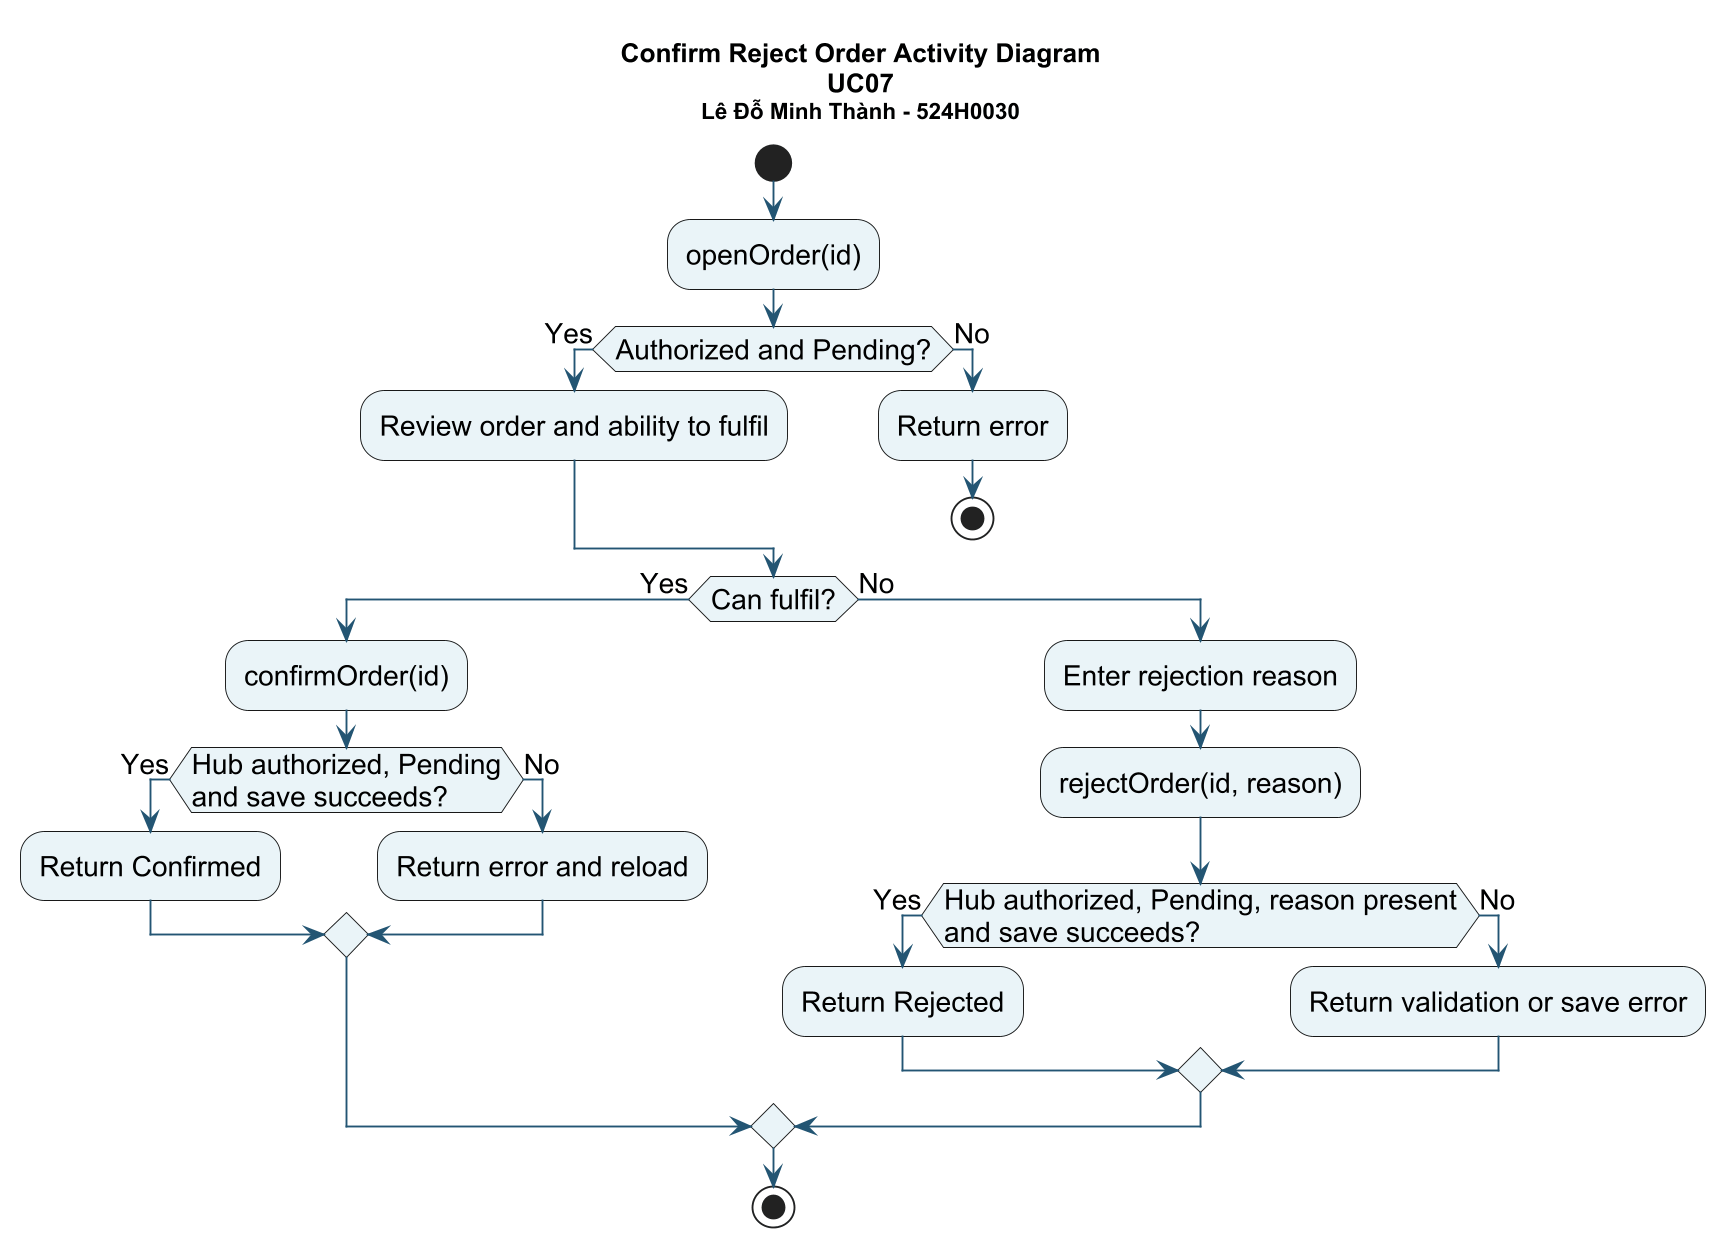 Confirm Reject Order Activity Diagram
UC07
Lê Đỗ Minh Thành - 524H0030
openOrder(id)
Yes
Authorized and Pending?
No
Review order and ability to fulfil
Return error
Yes
Can fulfil?
No
confirmOrder(id)
Enter rejection reason
Yes
Hub authorized, Pending
and save succeeds?
No
rejectOrder(id, reason)
Return Confirmed
Return error and reload
Yes
Hub authorized, Pending, reason present
and save succeeds?
No
Return Rejected
Return validation or save error